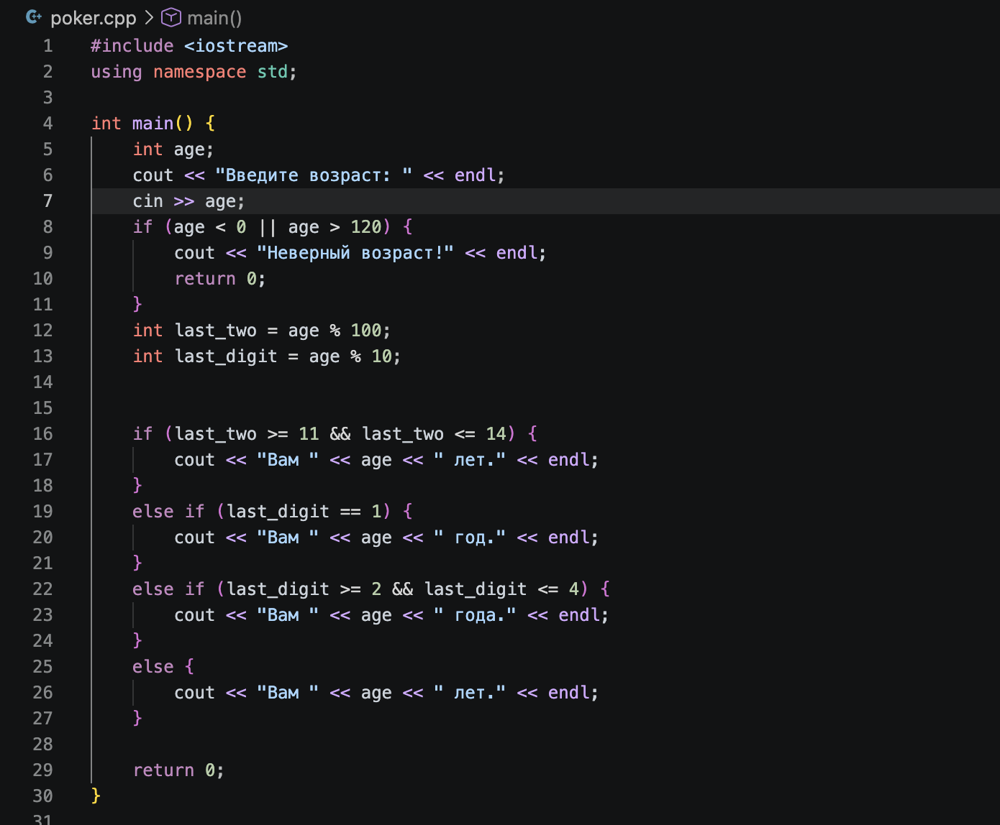 poker.cpp > main()
1 #include <iostream>
2 using namespace std;
3
4 int main() {
5     int age;
6     cout << "Введите возраст: " << endl;
7     cin >> age;
8     if (age < 0 || age > 120) {
9         cout << "Неверный возраст!" << endl;
10         return 0;
11     }
12     int last_two = age % 100;
13     int last_digit = age % 10;
14
15
16     if (last_two >= 11 && last_two <= 14) {
17         cout << "Вам " << age << " лет." << endl;
18     }
19     else if (last_digit == 1) {
20         cout << "Вам " << age << " год." << endl;
21     }
22     else if (last_digit >= 2 && last_digit <= 4) {
23         cout << "Вам " << age << " года." << endl;
24     }
25     else {
26         cout << "Вам " << age << " лет." << endl;
27     }
28
29     return 0;
30 }
31